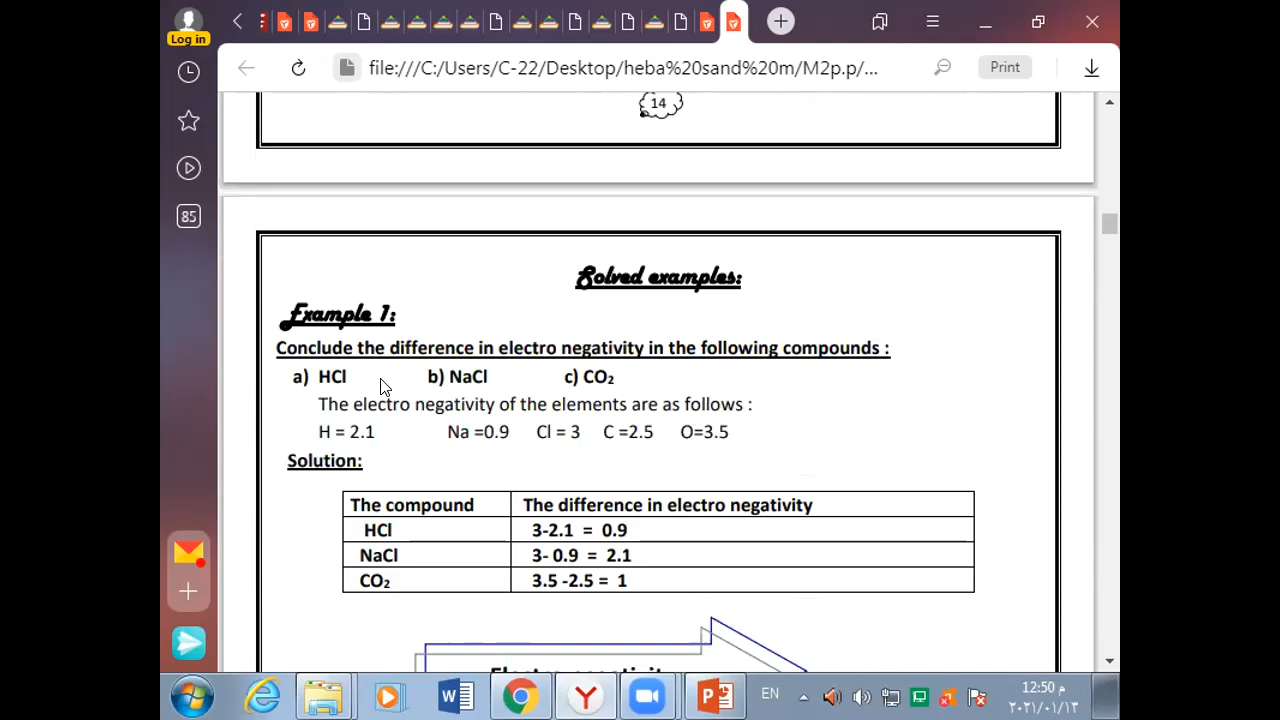 Log in
file:///C:/Users/C-22/Desktop/heba%20sand%20m/M2p.p/...
Print
85
14
Solved examples:
Example 1:
Conclude the difference in electro negativity in the following compounds :
a) HCl b) NaCl c) CO₂
The electro negativity of the elements are as follows :
H = 2.1 Na =0.9 Cl = 3 C =2.5 O=3.5
Solution:
The compound The difference in electro negativity
HCl 3-2.1 = 0.9
NaCl 3- 0.9 = 2.1
CO₂ 3.5 -2.5 = 1
Electro negativity
EN
12:50 م
٢٠٢١/٠١/١٣